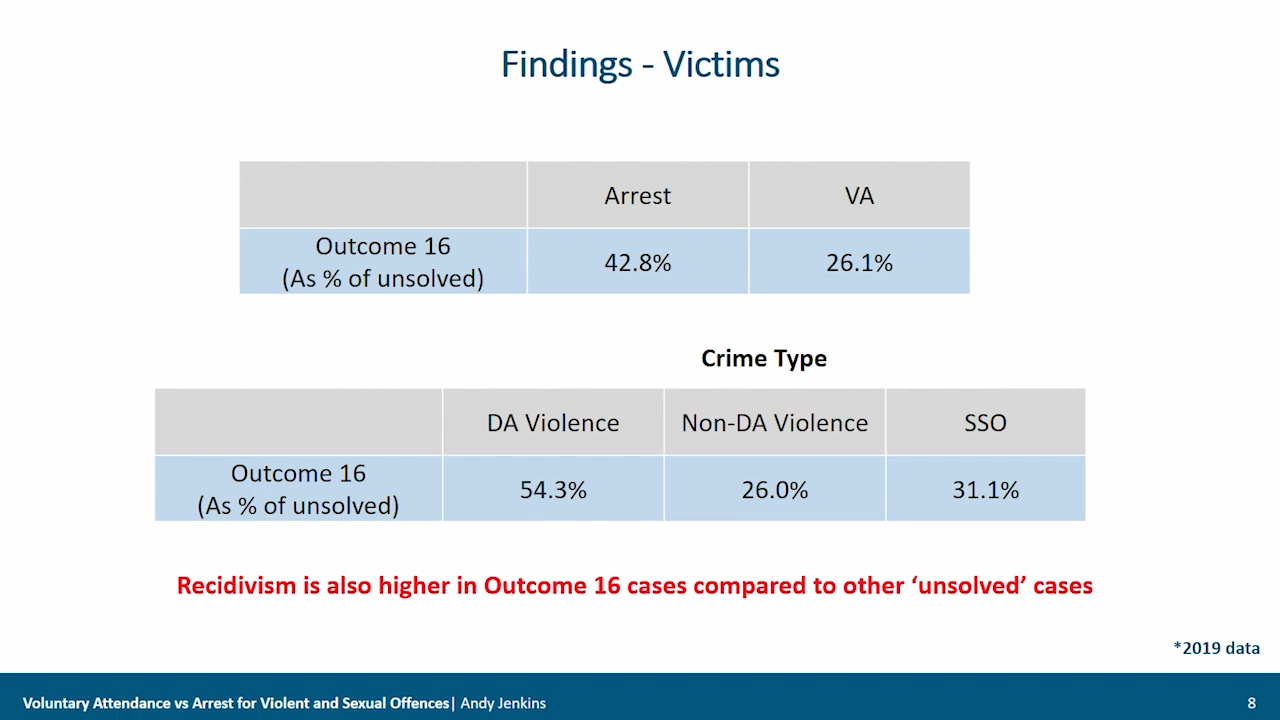 Findings - Victims
Arrest
VA
Outcome 16
(As % of unsolved)
42.8%
26.1%
Crime Type
DA Violence
Non-DA Violence
SSO
Outcome 16
(As % of unsolved)
54.3%
26.0%
31.1%
Recidivism is also higher in Outcome 16 cases compared to other ‘unsolved’ cases
*2019 data
Voluntary Attendance vs Arrest for Violent and Sexual Offences| Andy Jenkins
8